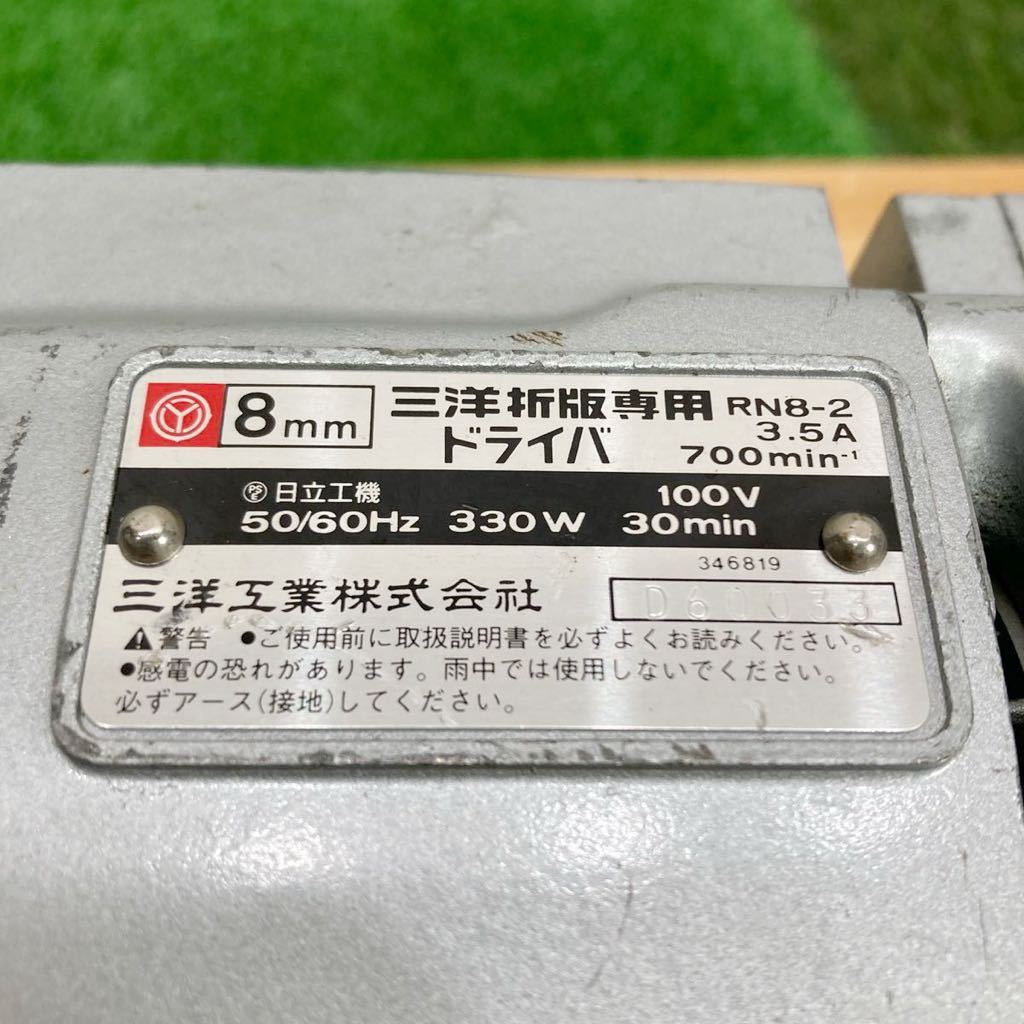 8mm 三洋折版専用 RN8-2
ドライバ 3.5A
700min⁻¹
PSE 日立工機 100V
50/60Hz 330W 30min
346819
三洋工業株式会社 D60033
警告 ●ご使用前に取扱説明書を必ずよくお読みください。
●感電の恐れがあります。雨中では使用しないでください。
必ずアース(接地)してください。